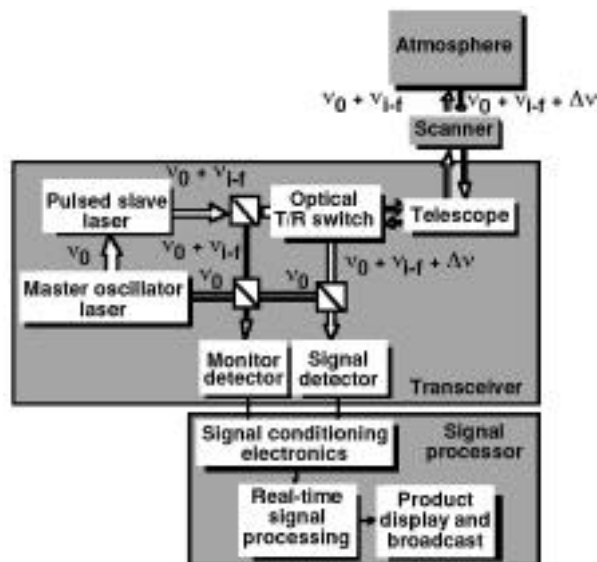 Atmosphere
ν0 + νi-f
ν0 + νi-f + Δν
Scanner
ν0 + νi-f
Pulsed slave
laser
Optical
T/R switch
Telescope
ν0
ν0 + νi-f
ν0 + νi-f + Δν
Master oscillator
laser
ν0
ν0
Monitor
detector
Signal
detector
Transceiver
Signal conditioning
electronics
Signal
processor
Real-time
signal
processing
Product
display and
broadcast